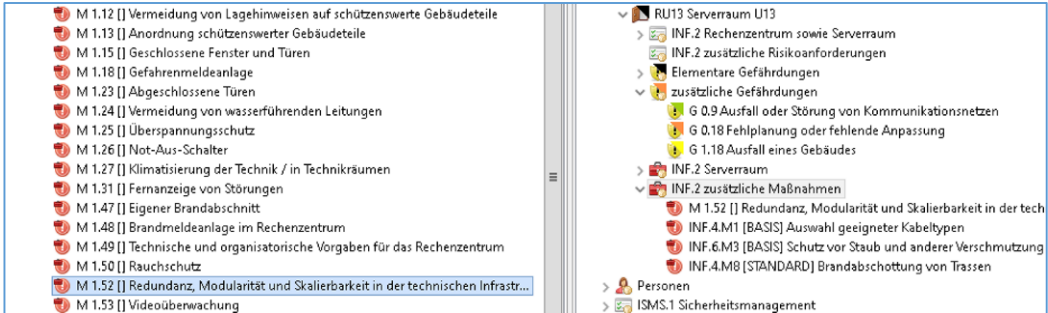 M 1.12 [] Vermeidung von Lagehinweisen auf schützenswerte Gebäudeteile
M 1.13 [] Anordnung schützenswerter Gebäudeteile
M 1.15 [] Geschlossene Fenster und Türen
M 1.18 [] Gefahrenmeldeanlage
M 1.23 [] Abgeschlossene Türen
M 1.24 [] Vermeidung von wasserführenden Leitungen
M 1.25 [] Überspannungsschutz
M 1.26 [] Not-Aus-Schalter
M 1.27 [] Klimatisierung der Technik / in Technikräumen
M 1.31 [] Fernanzeige von Störungen
M 1.47 [] Eigener Brandabschnitt
M 1.48 [] Brandmeldeanlage im Rechenzentrum
M 1.49 [] Technische und organisatorische Vorgaben für das Rechenzentrum
M 1.50 [] Rauchschutz
M 1.52 [] Redundanz, Modularität und Skalierbarkeit in der technischen Infrastr...
M 1.53 [] Videoüberwachung
RU13 Serverraum U13
INF.2 Rechenzentrum sowie Serverraum
INF.2 zusätzliche Risikoanforderungen
Elementare Gefährdungen
zusätzliche Gefährdungen
G 0.9 Ausfall oder Störung von Kommunikationsnetzen
G 0.18 Fehlplanung oder fehlende Anpassung
G 1.18 Ausfall eines Gebäudes
INF.2 Serverraum
INF.2 zusätzliche Maßnahmen
M 1.52 [] Redundanz, Modularität und Skalierbarkeit in der tech
INF.4.M1 [BASIS] Auswahl geeigneter Kabeltypen
INF.6.M3 [BASIS] Schutz vor Staub und anderer Verschmutzung
INF.4.M8 [STANDARD] Brandabschottung von Trassen
Personen
ISMS.1 Sicherheitsmanagement